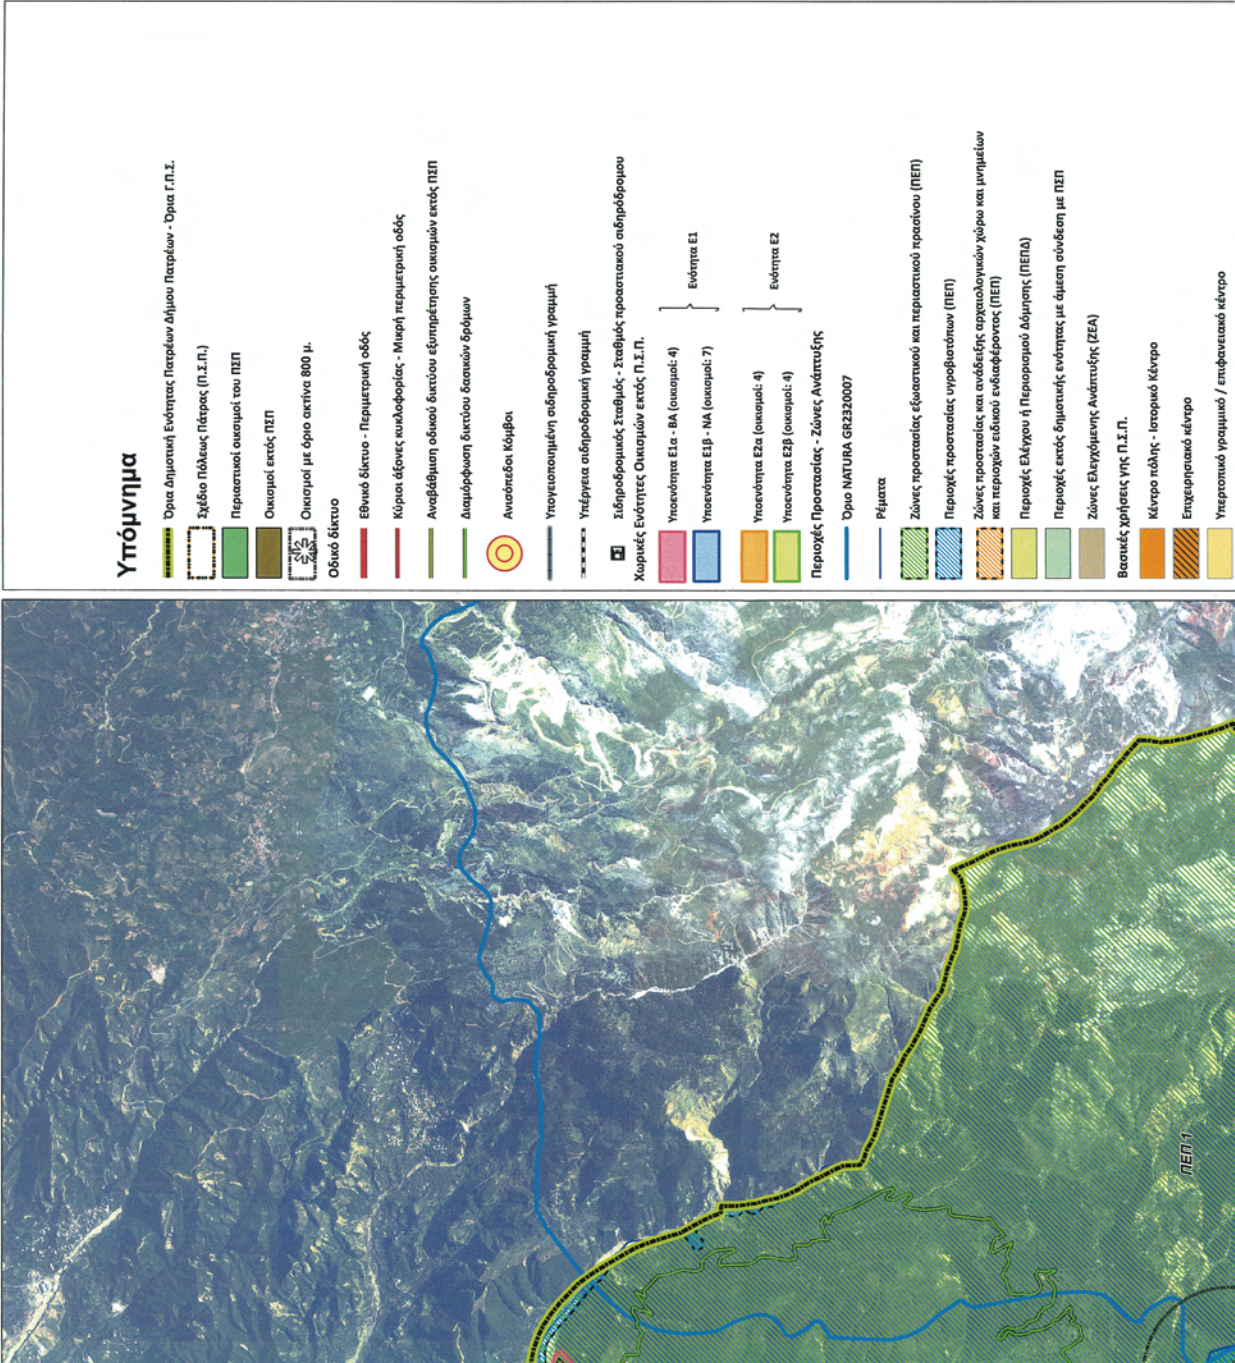 Υπόμνημα
Όρια Δημοτική Ενότητας Πατρέων Δήμου Πατρέων - Όρια Γ.Π.Σ.
Σχέδιο Πόλεως Πάτρας (Π.Σ.Π.)
Περιαστικοί οικισμοί του ΠΣΠ
Οικισμοί εκτός ΠΣΠ
Οικισμοί με όριο ακτίνα 800 μ.
Οδικό δίκτυο
Εθνικό δίκτυο - Περιμετρική οδός
Κύριοι άξονες κυκλοφορίας - Μικρή περιμετρική οδός
Αναβάθμιση οδικού δικτύου εξυπηρέτησης οικισμών εκτός ΠΣΠ
Διαμόρφωση δικτύου δασικών δρόμων
Ανισόπεδοι Κόμβοι
Υπογειοποιημένη σιδηροδρομική γραμμή
Υπέργεια σιδηροδρομική γραμμή
Σιδηροδρομικός Σταθμός - Σταθμός προαστιακού σιδηρόδρομου
Χωρικές Ενότητες Οικισμών εκτός Π.Σ.Π.
Υποενότητα Ε1α - ΒΑ (οικισμοί: 4)
Υποενότητα Ε1β - ΝΑ (οικισμοί: 7)
Ενότητα Ε1
Υποενότητα Ε2α (οικισμοί: 4)
Υποενότητα Ε2β (οικισμοί: 4)
Ενότητα Ε2
Περιοχές Προστασίας - Ζώνες Ανάπτυξης
Όριο NATURA GR2320007
Ρέματα
Ζώνες προστασίας εξωαστικού και περιαστικού πρασίνου (ΠΕΠ)
Περιοχές προστασίας υγροβιοτόπων (ΠΕΠ)
Ζώνες προστασίας και ανάδειξης αρχαιολογικών χώρω και μνημείων
και περιοχών ειδικού ενδιαφέροντος (ΠΕΠ)
Περιοχές Ελέγχου ή Περιορισμού Δόμησης (ΠΕΠΔ)
Περιοχές εκτός δημοτικής ενότητας με άμεση σύνδεση με ΠΣΠ
Ζώνες Ελεγχόμενης Ανάπτυξης (ΖΕΑ)
Βασικές χρήσεις γης Π.Σ.Π.
Κέντρο πόλης - Ιστορικό Κέντρο
Επιχειρησιακό κέντρο
Υπερτοπικό γραμμικό / επιφανειακό κέντρο
ΠΕΠ 1